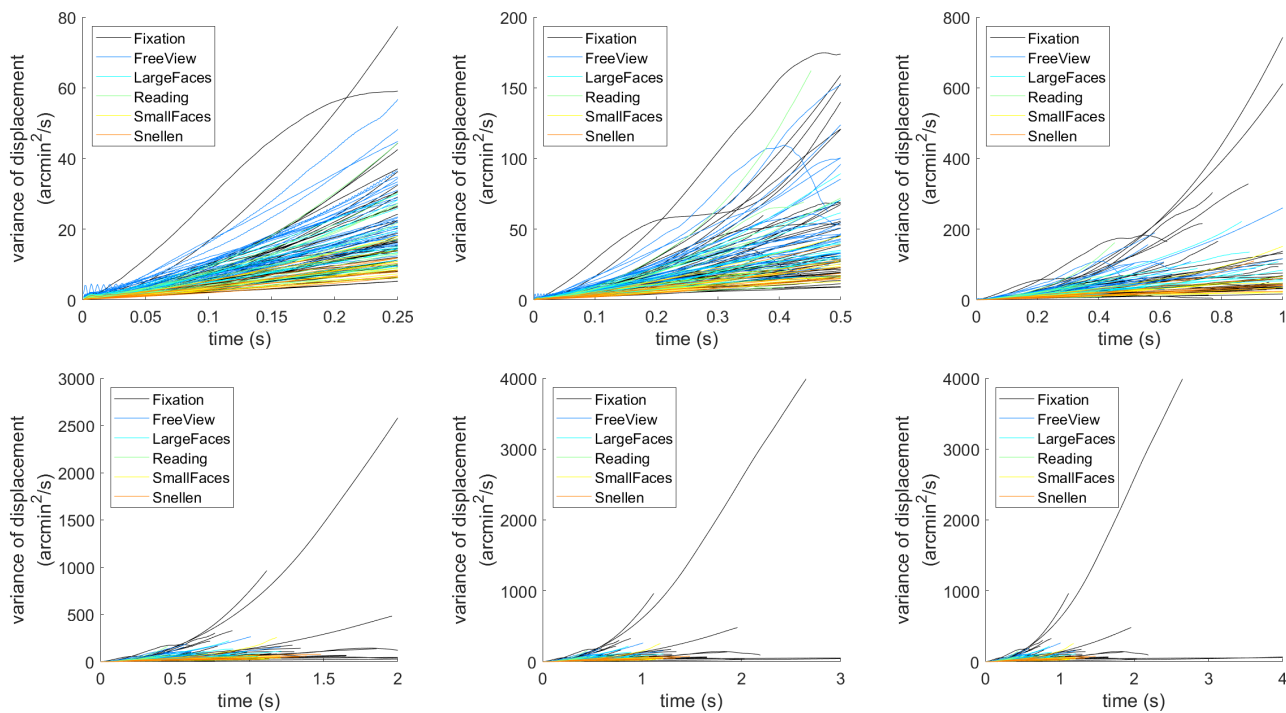 80
60
40
20
0
variance of displacement
(arcmin²/s)
Fixation
FreeView
LargeFaces
Reading
SmallFaces
Snellen
0 0.05 0.1 0.15 0.2 0.25
time (s)
200
150
100
50
0
variance of displacement
(arcmin²/s)
Fixation
FreeView
LargeFaces
Reading
SmallFaces
Snellen
0 0.1 0.2 0.3 0.4 0.5
time (s)
800
600
400
200
0
variance of displacement
(arcmin²/s)
Fixation
FreeView
LargeFaces
Reading
SmallFaces
Snellen
0 0.2 0.4 0.6 0.8 1
time (s)
3000
2500
2000
1500
1000
500
0
variance of displacement
(arcmin²/s)
Fixation
FreeView
LargeFaces
Reading
SmallFaces
Snellen
0 0.5 1 1.5 2
time (s)
4000
3000
2000
1000
0
variance of displacement
(arcmin²/s)
Fixation
FreeView
LargeFaces
Reading
SmallFaces
Snellen
0 1 2 3
time (s)
4000
3000
2000
1000
0
variance of displacement
(arcmin²/s)
Fixation
FreeView
LargeFaces
Reading
SmallFaces
Snellen
0 1 2 3 4
time (s)